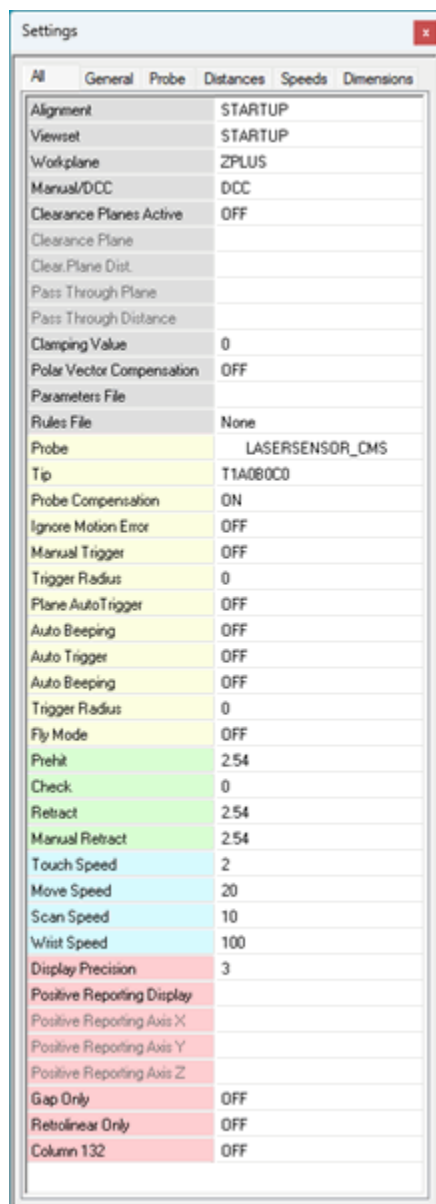 Settings
x
All General Probe Distances Speeds Dimensions
Alignment STARTUP
Viewset STARTUP
Workplane ZPLUS
Manual/DCC DCC
Clearance Planes Active OFF
Clearance Plane
Clear.Plane Dist.
Pass Through Plane
Pass Through Distance
Clamping Value 0
Polar Vector Compensation OFF
Parameters File
Rules File None
Probe LASERSENSOR_CMS
Tip T1A0B0C0
Probe Compensation ON
Ignore Motion Error OFF
Manual Trigger OFF
Trigger Radius 0
Plane AutoTrigger OFF
Auto Beeping OFF
Auto Trigger OFF
Auto Beeping OFF
Trigger Radius 0
Fly Mode OFF
Prehit 2.54
Check 0
Retract 2.54
Manual Retract 2.54
Touch Speed 2
Move Speed 20
Scan Speed 10
Wrist Speed 100
Display Precision 3
Positive Reporting Display
Positive Reporting Axis X
Positive Reporting Axis Y
Positive Reporting Axis Z
Gap Only OFF
Retrolinear Only OFF
Column 132 OFF